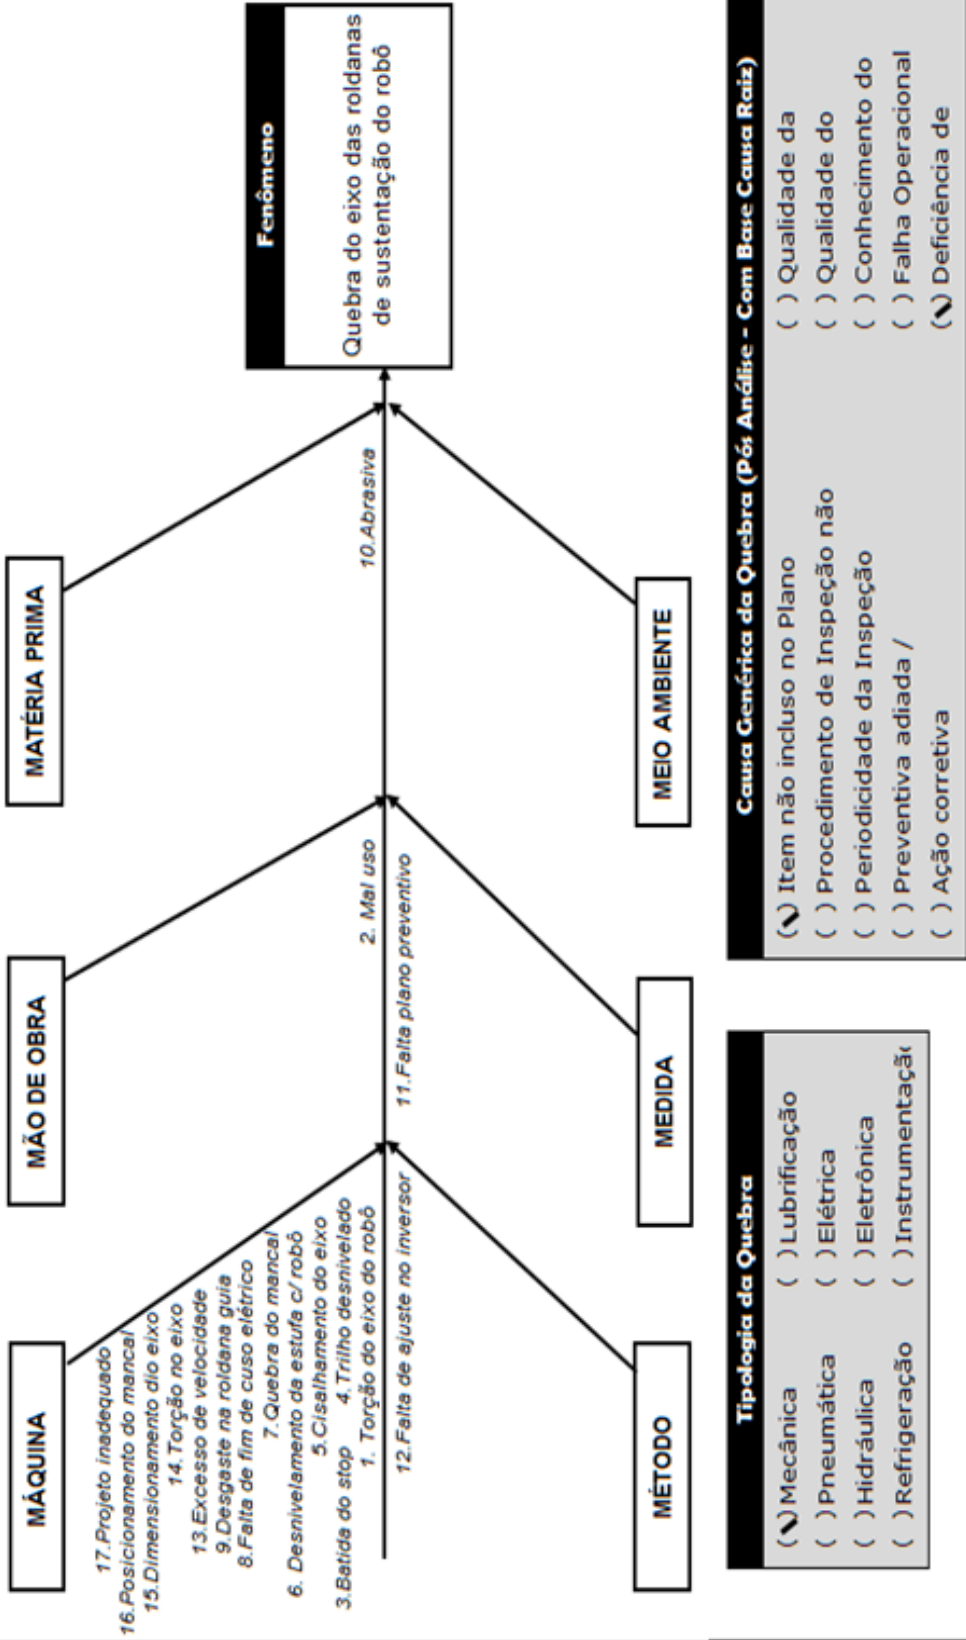 MÁQUINA
MÃO DE OBRA
MATÉRIA PRIMA
17.Projeto inadequado
16.Posicionamento do mancal
15.Dimensionamento dio eixo
14.Torção no eixo
13.Excesso de velocidade
9.Desgaste na roldana guia
8.Falta de fim de cuso elétrico
7.Quebra do mancal
6. Desnivelamento da estufa c/ robô
5.Cisalhamento do eixo
3.Batida do stop 4.Trilho desnivelado
1. Torção do eixo do robô
2. Mal uso
10.Abrasiva
Fenômeno
Quebra do eixo das roldanas
de sustentação do robô
12.Falta de ajuste no inversor
11.Falta plano preventivo
MÉTODO
MEDIDA
MEIO AMBIENTE
Tipologia da Quebra
(\) Mecânica ( ) Lubrificação
( ) Pneumática ( ) Elétrica
( ) Hidráulica ( ) Eletrônica
( ) Refrigeração ( ) Instrumentaçã
Causa Genérica da Quebra (Pós Análise - Com Base Causa Raiz)
(\) Item não incluso no Plano ( ) Qualidade da
( ) Procedimento de Inspeção não ( ) Qualidade do
( ) Periodicidade da Inspeção ( ) Conhecimento do
( ) Preventiva adiada / ( ) Falha Operacional
( ) Ação corretiva (\) Deficiência de